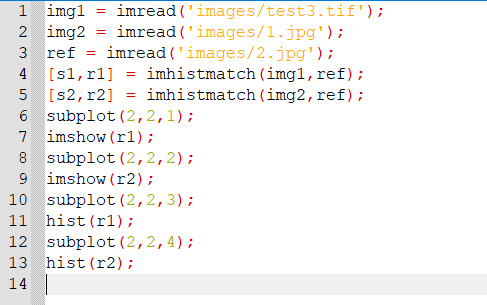 1 img1 = imread('images/test3.tif');
2 img2 = imread('images/1.jpg');
3 ref = imread('images/2.jpg');
4 [s1,r1] = imhistmatch(img1,ref);
5 [s2,r2] = imhistmatch(img2,ref);
6 subplot(2,2,1);
7 imshow(r1);
8 subplot(2,2,2);
9 imshow(r2);
10 subplot(2,2,3);
11 hist(r1);
12 subplot(2,2,4);
13 hist(r2);
14